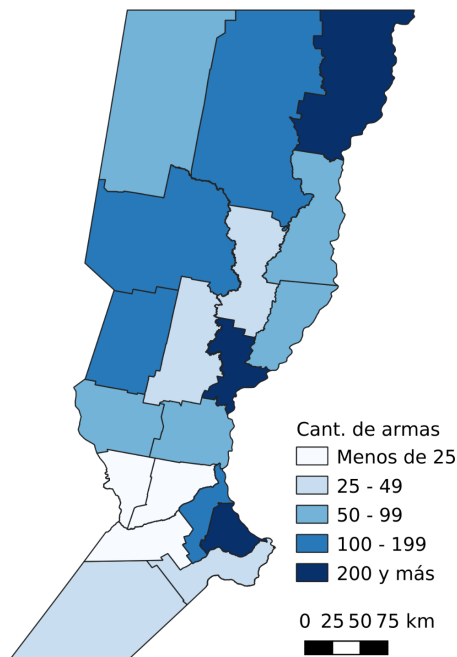 Cant. de armas
Menos de 25
25 - 49
50 - 99
100 - 199
200 y más
0 25 50 75 km